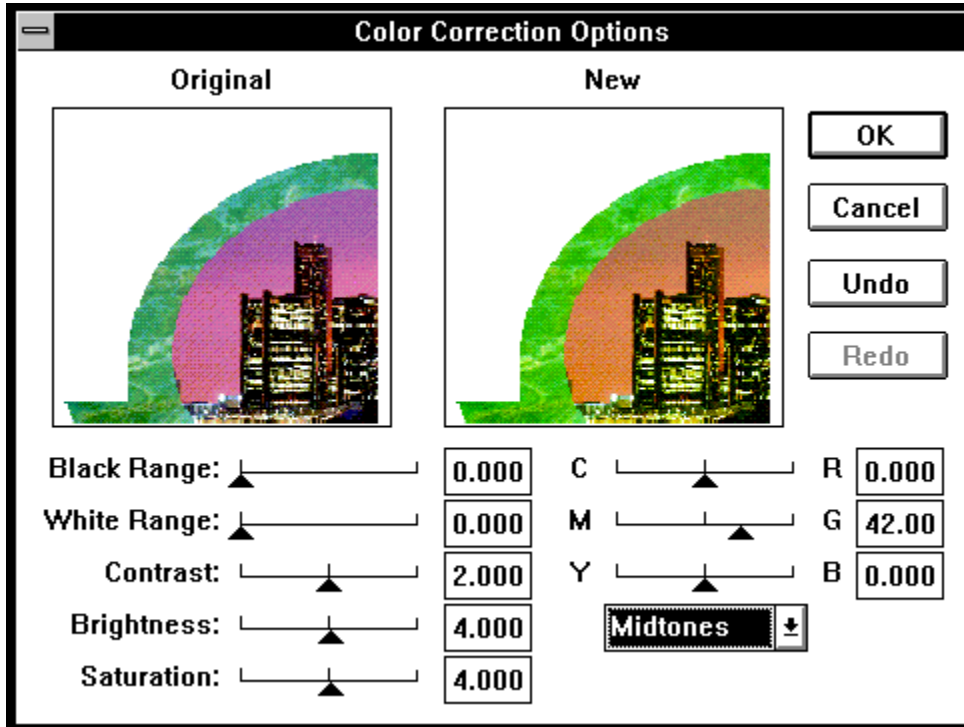 Color Correction Options
Original New
OK
Cancel
Undo
Redo
Black Range: 0.000 C R 0.000
White Range: 0.000 M G 42.00
Contrast: 2.000 Y B 0.000
Brightness: 4.000 Midtones
Saturation: 4.000